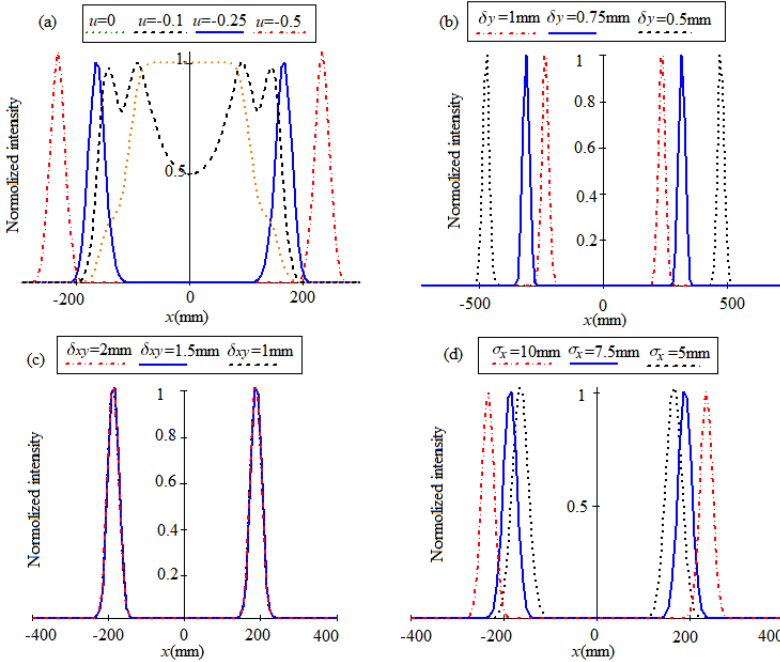 (a)
u=0 u=-0.1 u=-0.25 u=-0.5
1
0.5
Normolized intensity
-200 0 200
x(mm)
(b)
δy=1mm δy=0.75mm δy=0.5mm
1
0.8
0.6
0.4
0.2
Normolized intensity
-500 0 500
x(mm)
(c)
δxy=2mm δxy=1.5mm δxy=1mm
1
0.8
0.6
0.4
0.2
Normolized intensity
-400 -200 0 200 400
x(mm)
(d)
σx=10mm σx=7.5mm σx=5mm
1
0.5
Normolized intensity
-400 -200 0 200 400
x(mm)